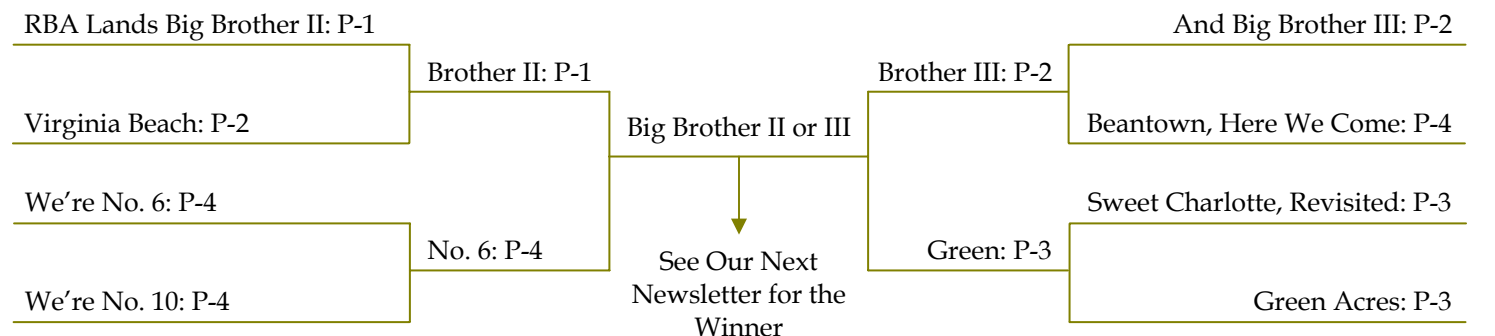 RBA Lands Big Brother II: P-1
And Big Brother III: P-2
Brother II: P-1
Brother III: P-2
Virginia Beach: P-2
Big Brother II or III
Beantown, Here We Come: P-4
We’re No. 6: P-4
Sweet Charlotte, Revisited: P-3
No. 6: P-4
See Our Next
Newsletter for the
Winner
Green: P-3
We’re No. 10: P-4
Green Acres: P-3